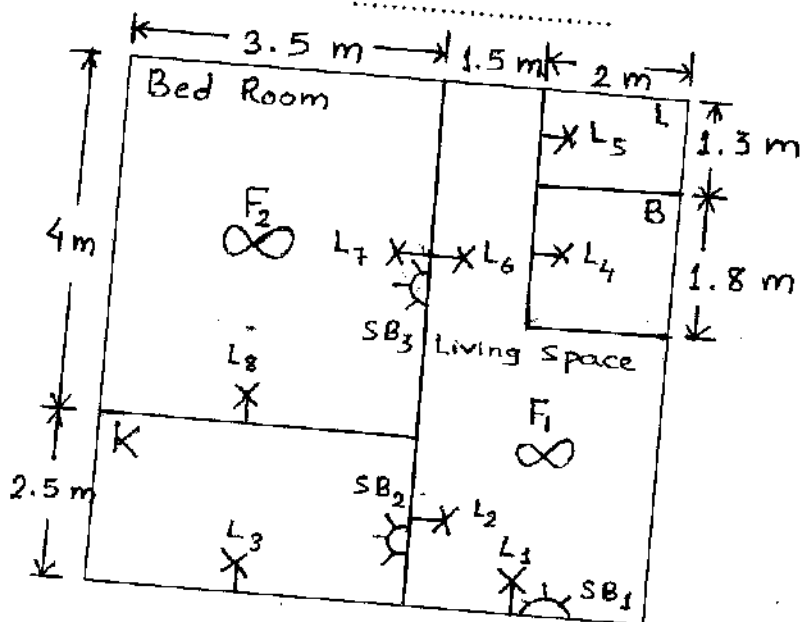 3.5 m
1.5 m
2 m
Bed Room
L
L5
1.3 m
B
F2
4 m
L7
L6
L4
1.8 m
SB3
Living Space
L8
F1
K
2.5 m
SB2
L2
L3
L1
SB1